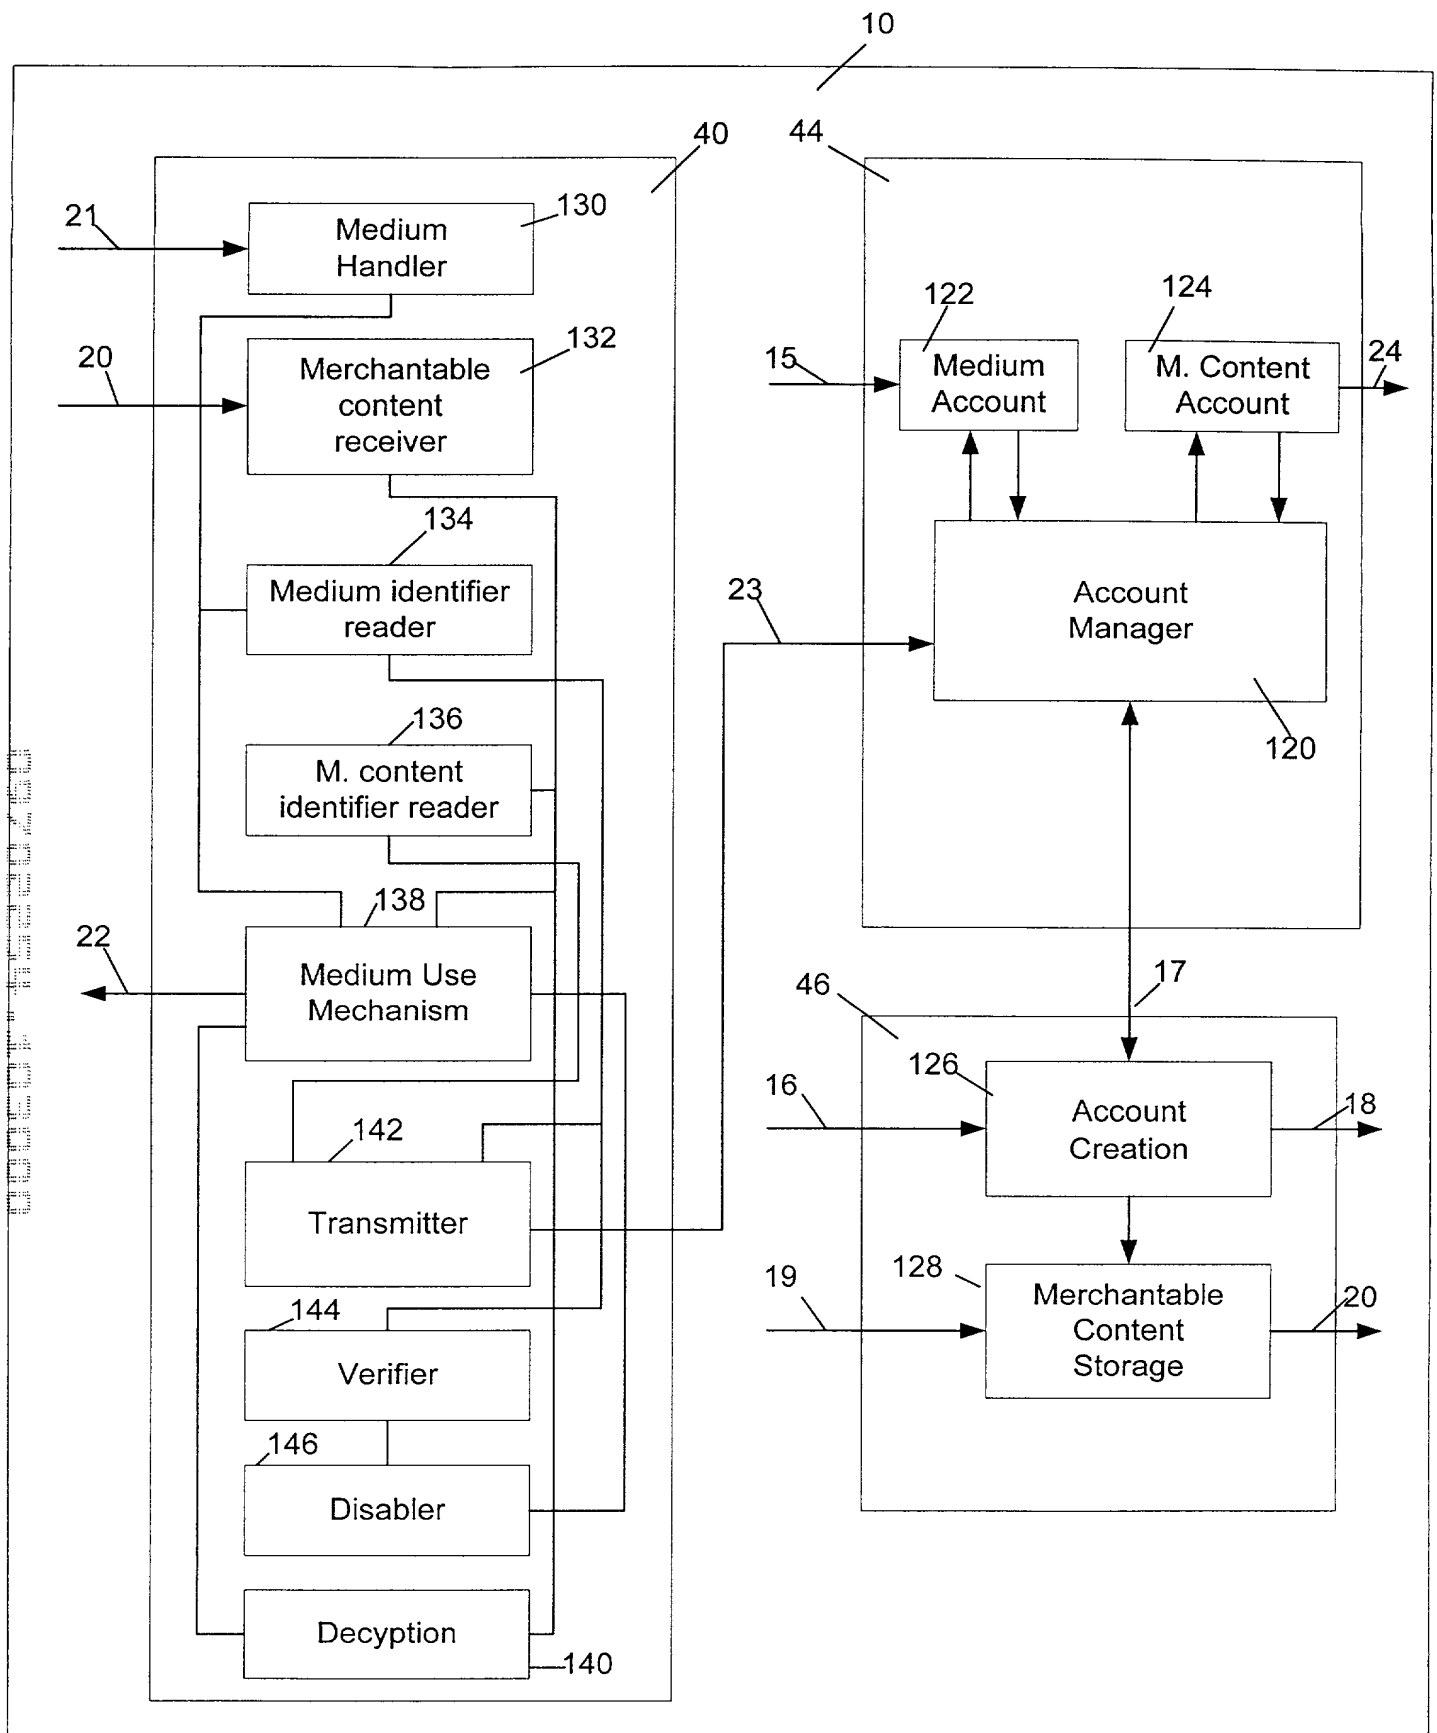 10
40
44
21
130
Medium
Handler
20
132
Merchantable
content
receiver
134
Medium identifier
reader
136
M. content
identifier reader
138
22
Medium Use
Mechanism
142
Transmitter
144
Verifier
146
Disabler
Decyption
140
122
124
15
Medium
Account
M. Content
Account
24
23
Account
Manager
120
17
46
126
16
Account
Creation
18
128
19
Merchantable
Content
Storage
20